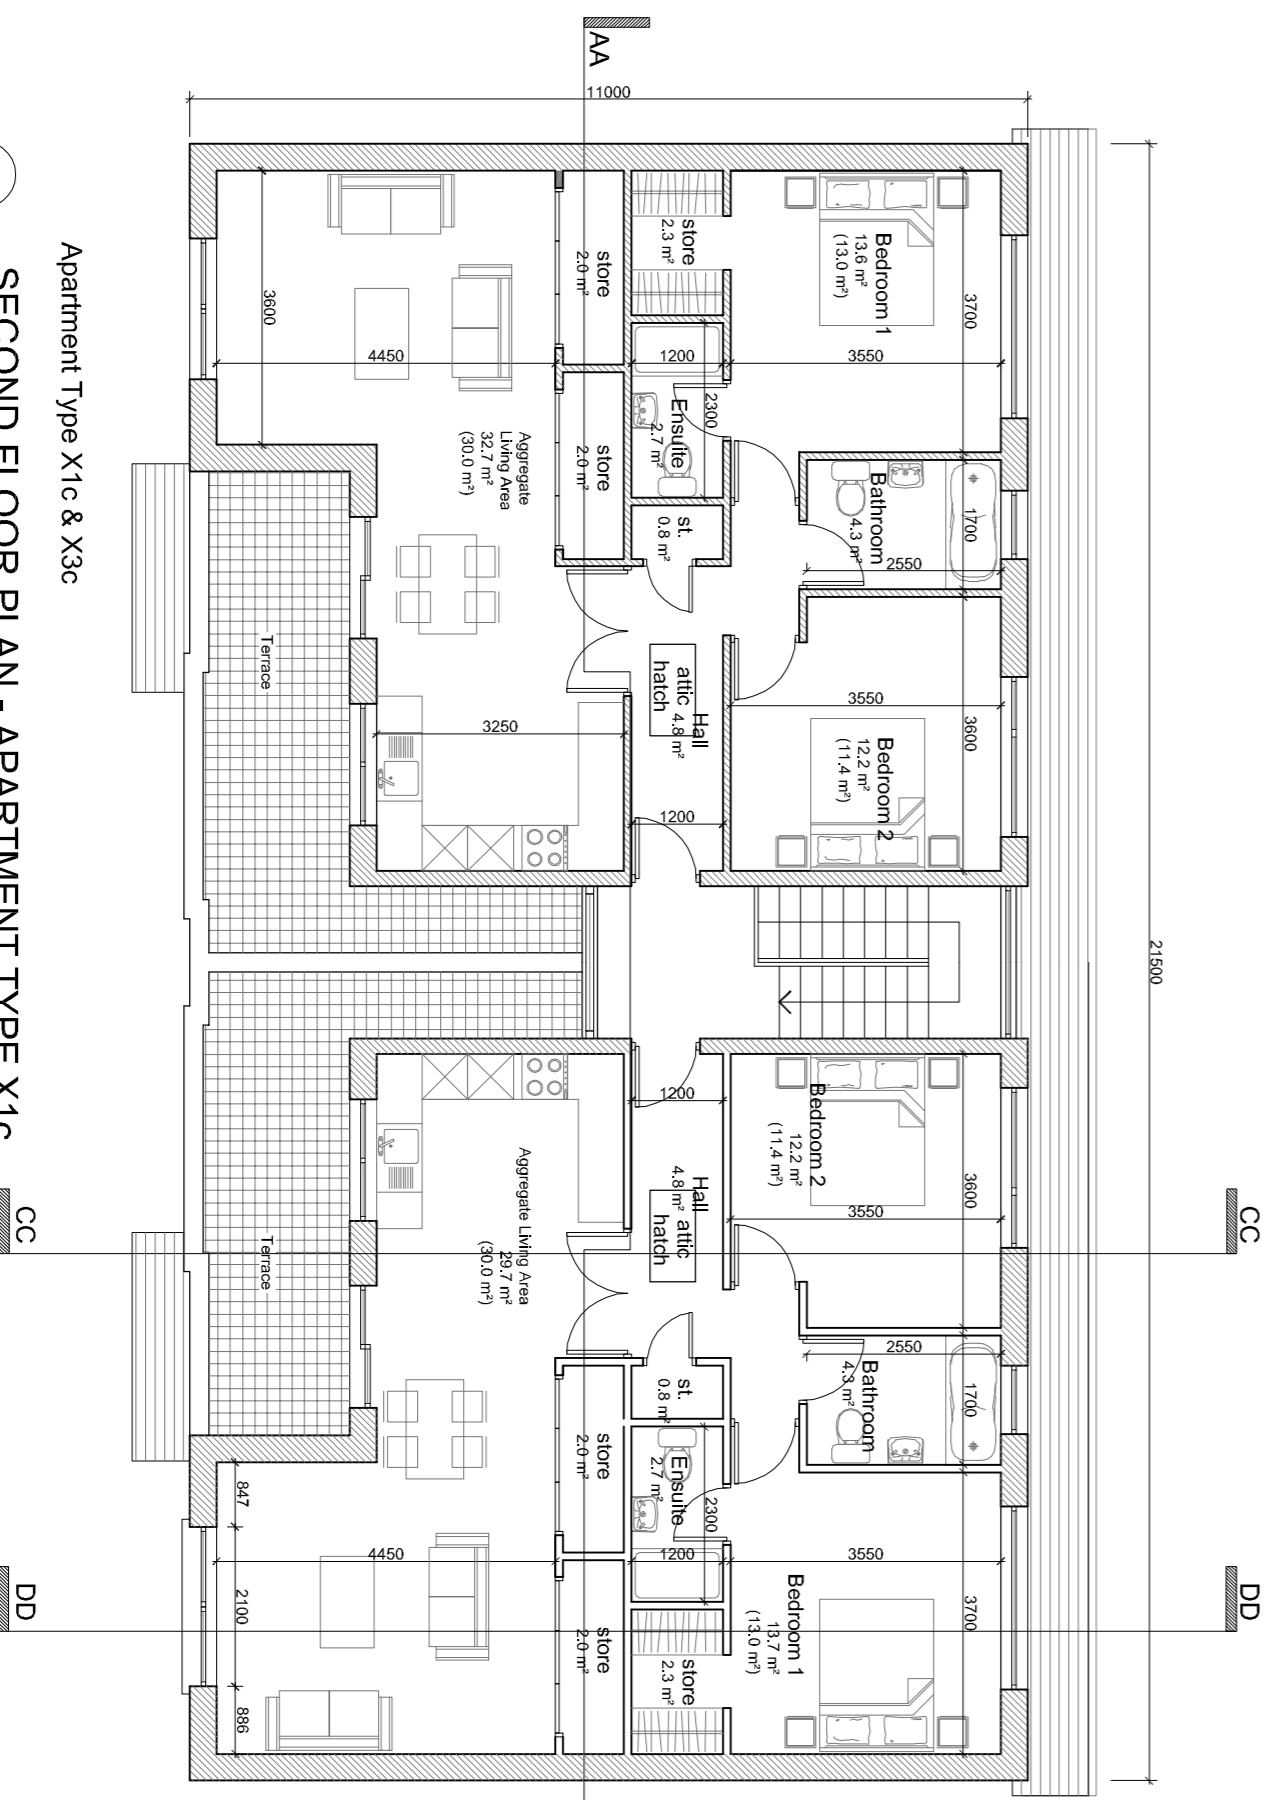 AA
11000
21500
CC
DD
3700
Bedroom 1
13.6 m²
(13.0 m²)
3550
store
2.3 m²
1200
2300
Ensuite
2.7 m²
1700
Bathroom
4.3 m²
2550
st.
0.8 m²
store
2.0 m²
store
2.0 m²
3600
4450
Aggregate
Living Area
32.7 m²
(30.0 m²)
3550
3600
Bedroom 2
12.2 m²
(11.4 m²)
Hall
4.8 m²
attic
hatch
1200
3250
Terrace
Bedroom 2
12.2 m²
(11.4 m²)
3600
3550
1200
Hall
4.8 m²
attic
hatch
Aggregate Living Area
29.7 m²
(30.0 m²)
Terrace
2550
1700
Bathroom
4.3 m²
st.
0.8 m²
Ensuite
2.7 m²
2300
1200
store
2.0 m²
store
2.0 m²
3700
3550
Bedroom 1
13.7 m²
(13.0 m²)
store
2.3 m²
4450
847
2100
886
CC
DD
Apartment Type X1c & X3c
SECOND FLOOR PLAN - APARTMENT TYPE X1c